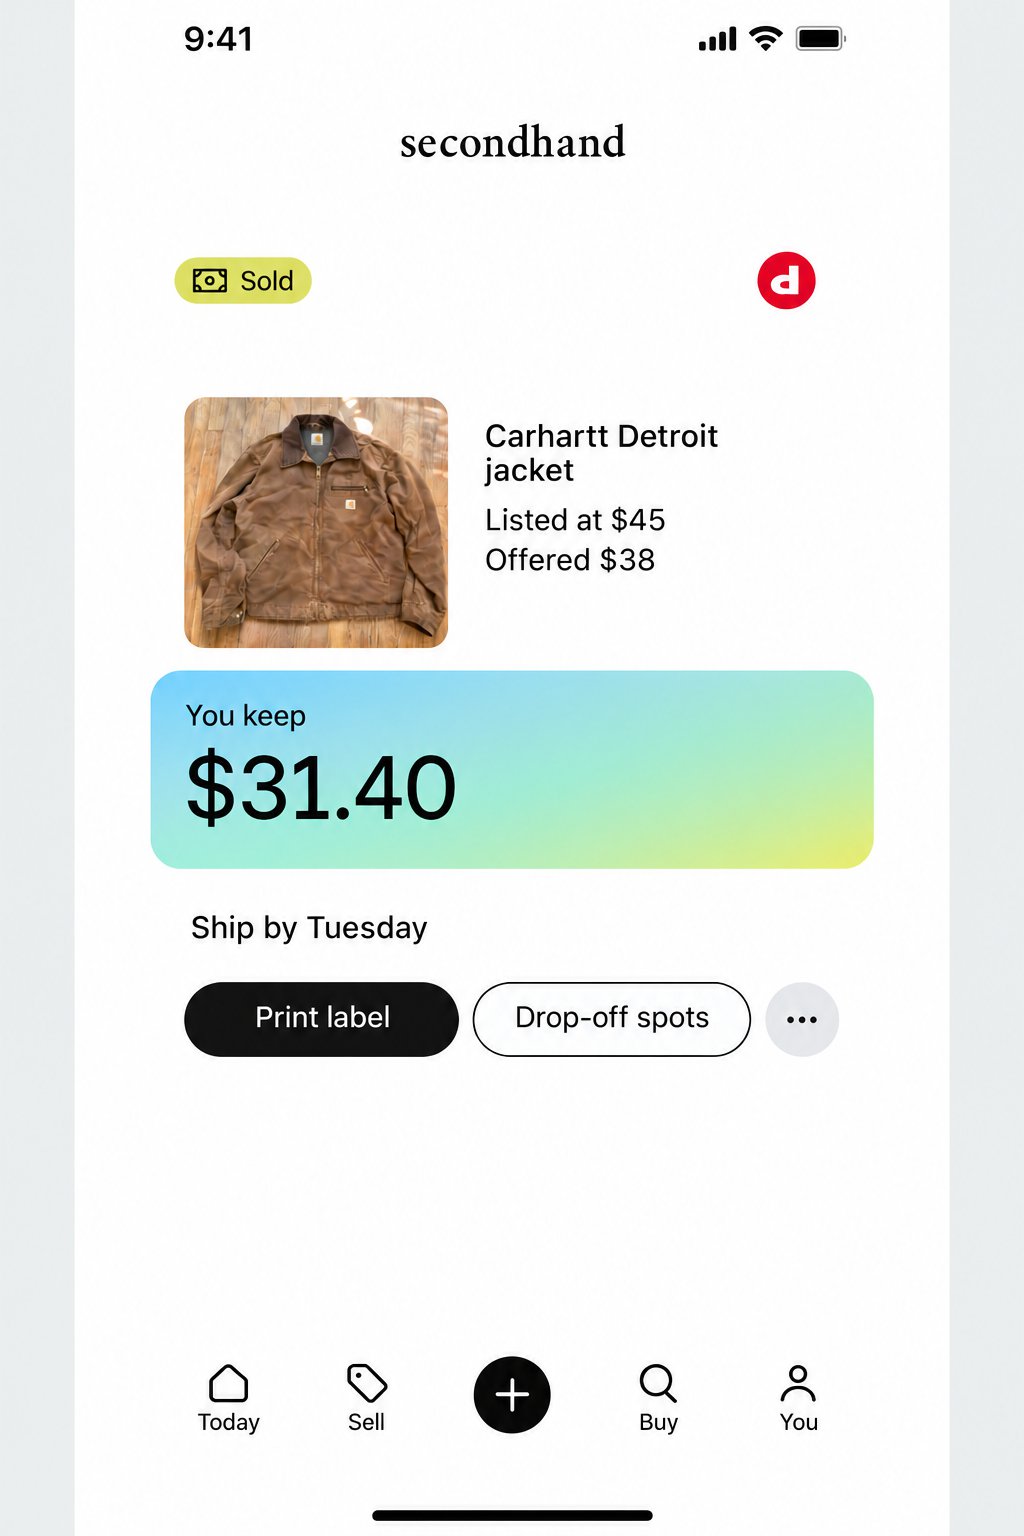 9:41
secondhand
Sold
d
Carhartt Detroit
jacket
Listed at $45
Offered $38
You keep
$31.40
Ship by Tuesday
Print label
Drop-off spots
Today
Sell
Buy
You